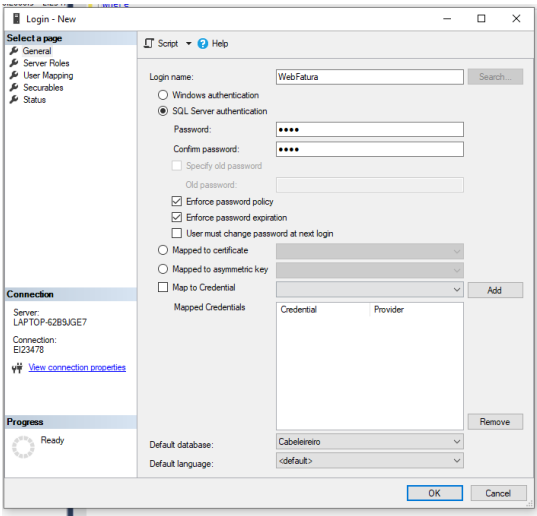 Login - New
Select a page
General
Server Roles
User Mapping
Securables
Status
Script
Help
Login name:
WebFatura
Search...
Windows authentication
SQL Server authentication
Password:
●●●●
Confirm password:
●●●●
Specify old password
Old password:
Enforce password policy
Enforce password expiration
User must change password at next login
Mapped to certificate
Mapped to asymmetric key
Map to Credential
Add
Mapped Credentials
Credential Provider
Remove
Default database:
Cabeleireiro
Default language:
<default>
Connection
Server:
LAPTOP-62B9JGE7
Connection:
EI23478
View connection properties
Progress
Ready
OK
Cancel